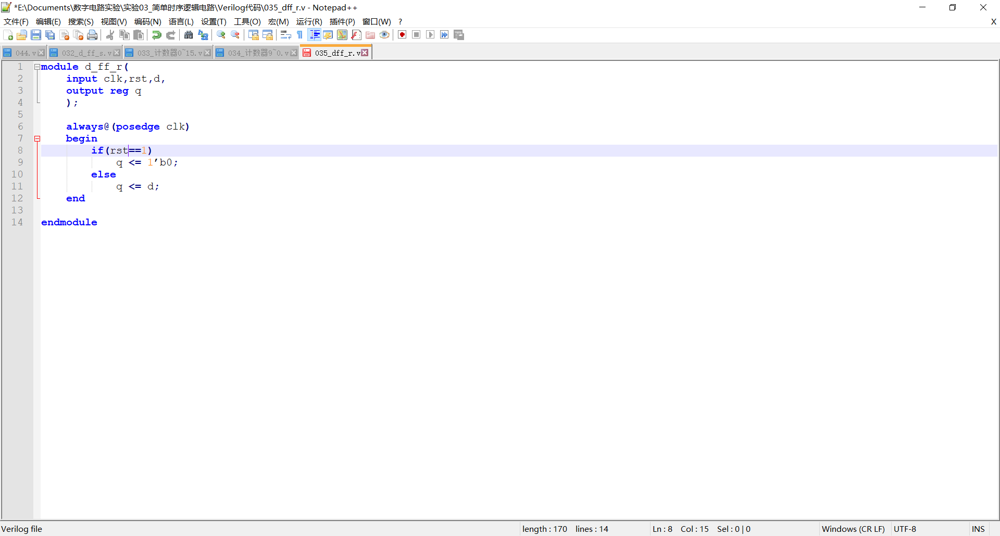 *E:\Documents\数字电路实验\实验03_简单时序逻辑电路\Verilog代码\035_dff_r.v - Notepad++
文件(F) 编辑(E) 搜索(S) 视图(V) 编码(N) 语言(L) 设置(T) 工具(O) 宏(M) 运行(R) 插件(P) 窗口(W) ? X
044.v 032_d_ff_s.v 033_计数器0~15.v 034_计数器9~0.v 035_dff_r.v
1 module d_ff_r(
2 input clk,rst,d,
3 output reg q
4 );
5
6 always@(posedge clk)
7 begin
8 if(rst==1)
9 q <= 1’b0;
10 else
11 q <= d;
12 end
13
14 endmodule
Verilog file length : 170 lines : 14 Ln : 8 Col : 15 Sel : 0 | 0 Windows (CR LF) UTF-8 INS